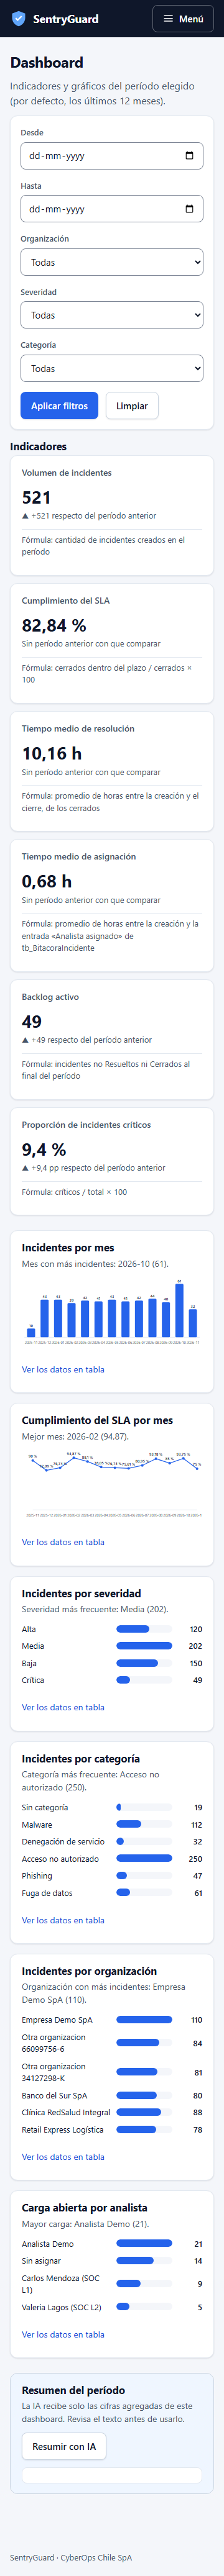 SentryGuard
Menú
Dashboard
Indicadores y gráficos del período elegido
(por defecto, los últimos 12 meses).
Desde
dd-mm-yyyy
Hasta
dd-mm-yyyy
Organización
Todas
Severidad
Todas
Categoría
Todas
Aplicar filtros
Limpiar
Indicadores
Volumen de incidentes
521
▲ +521 respecto del período anterior
Fórmula: cantidad de incidentes creados en el
período
Cumplimiento del SLA
82,84 %
Sin período anterior con que comparar
Fórmula: cerrados dentro del plazo / cerrados ×
100
Tiempo medio de resolución
10,16 h
Sin período anterior con que comparar
Fórmula: promedio de horas entre la creación y el
cierre, de los cerrados
Tiempo medio de asignación
0,68 h
Sin período anterior con que comparar
Fórmula: promedio de horas entre la creación y la
entrada «Analista asignado» de
tb_BitacoraIncidente
Backlog activo
49
▲ +49 respecto del período anterior
Fórmula: incidentes no Resueltos ni Cerrados al
final del período
Proporción de incidentes críticos
9,4 %
▲ +9,4 pp respecto del período anterior
Fórmula: críticos / total × 100
Incidentes por mes
Mes con más incidentes: 2026-10 (61).
Ver los datos en tabla
Cumplimiento del SLA por mes
Mejor mes: 2026-02 (94.87).
Ver los datos en tabla
Incidentes por severidad
Severidad más frecuente: Media (202).
Alta 120
Media 202
Baja 150
Crítica 49
Ver los datos en tabla
Incidentes por categoría
Categoría más frecuente: Acceso no
autorizado (250).
Sin categoría 19
Malware 112
Denegación de servicio 32
Acceso no autorizado 250
Phishing 47
Fuga de datos 61
Ver los datos en tabla
Incidentes por organización
Organización con más incidentes: Empresa
Demo SpA (110).
Empresa Demo SpA 110
Otra organizacion
66099756-6 84
Otra organizacion
34127298-K 81
Banco del Sur SpA 80
Clínica RedSalud Integral 88
Retail Express Logística 78
Ver los datos en tabla
Carga abierta por analista
Mayor carga: Analista Demo (21).
Analista Demo 21
Sin asignar 14
Carlos Mendoza (SOC
L1) 9
Valeria Lagos (SOC L2) 5
Ver los datos en tabla
Resumen del período
La IA recibe solo las cifras agregadas de este
dashboard. Revisa el texto antes de usarlo.
Resumir con IA
SentryGuard · CyberOps Chile SpA